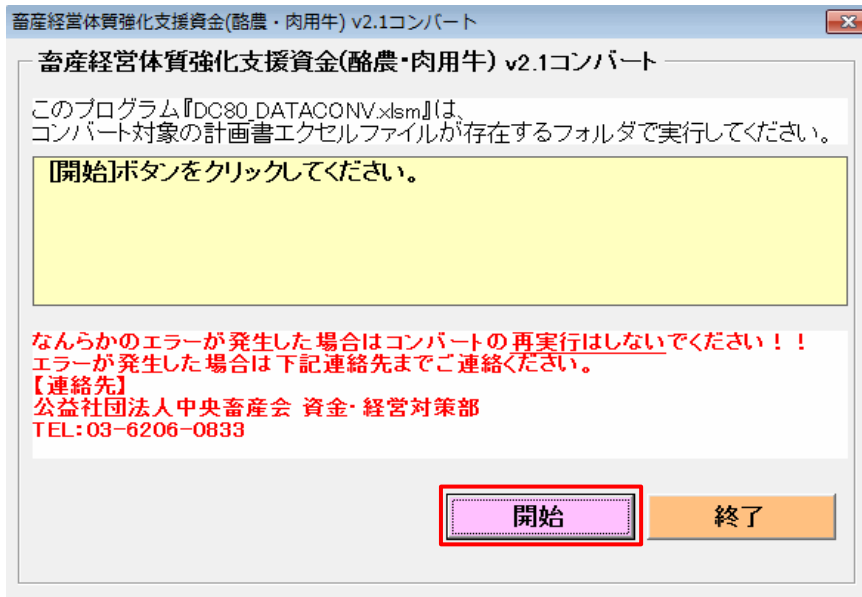 畜産経営体質強化支援資金(酪農・肉用牛) v2.1コンバート
畜産経営体質強化支援資金(酪農・肉用牛) v2.1コンバート
このプログラム『DC80_DATACONV.xlsm』は、
コンバート対象の計画書エクセルファイルが存在するフォルダで実行してください。
[開始]ボタンをクリックしてください。
なんらかのエラーが発生した場合はコンバートの再実行はしないでください！！
エラーが発生した場合は下記連絡先までご連絡ください。
【連絡先】
公益社団法人中央畜産会 資金・経営対策部
TEL:03-6206-0833
開始
終了